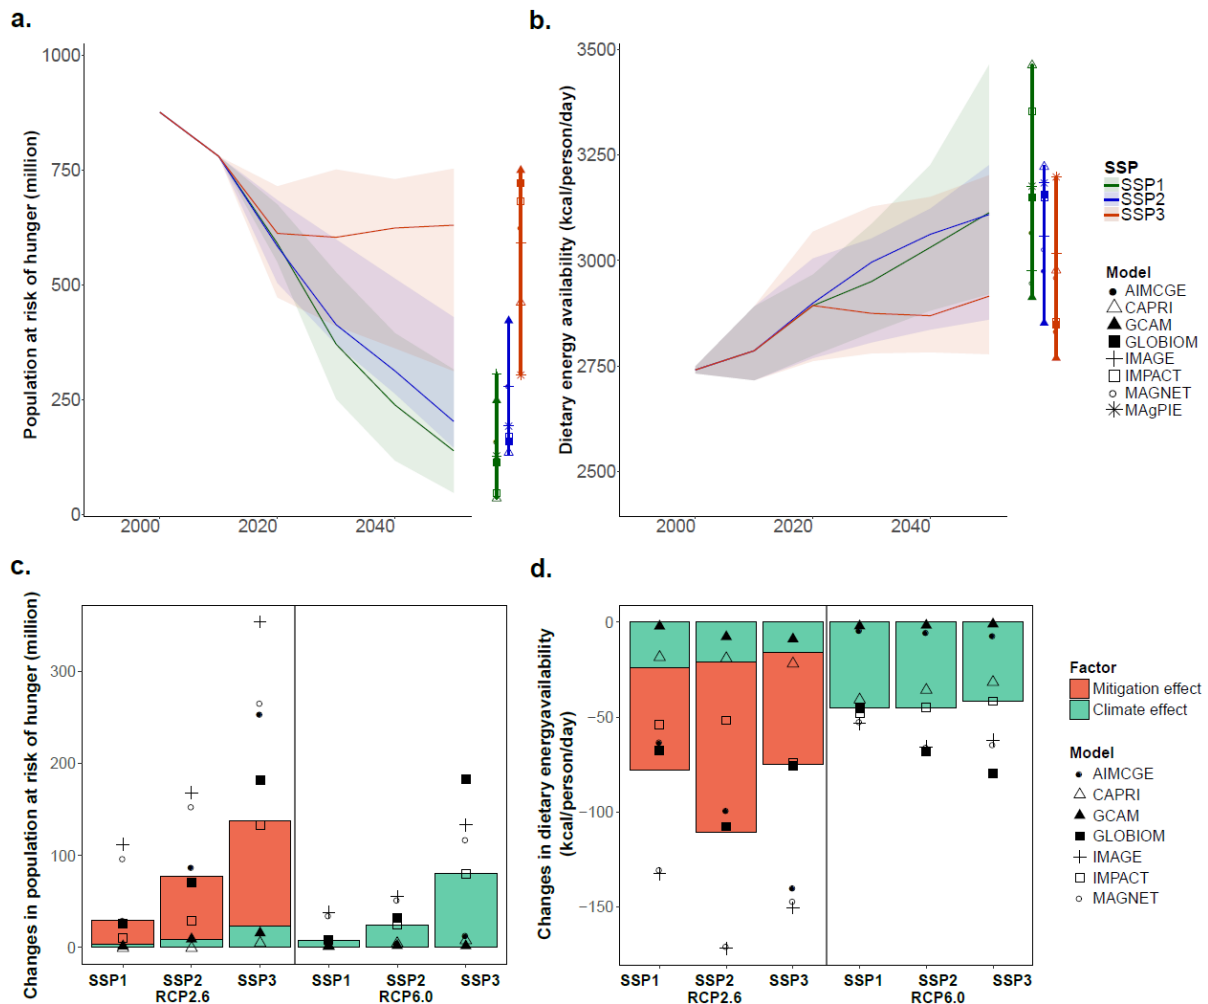 a.
Population at risk of hunger (million)
1000
750
500
250
0
2000
2020
2040
b.
Dietary energy availability (kcal/person/day)
3500
3250
3000
2750
2500
2000
2020
2040
SSP
SSP1
SSP2
SSP3
Model
AIMCGE
CAPRI
GCAM
GLOBIOM
IMAGE
IMPACT
MAGNET
MAgPIE
c.
Changes in population at risk of hunger (million)
300
200
100
0
SSP1
SSP2
SSP3
SSP1
SSP2
SSP3
RCP2.6
RCP6.0
d.
Changes in dietary energyavailability
(kcal/person/day)
0
−50
−100
−150
SSP1
SSP2
SSP3
SSP1
SSP2
SSP3
RCP2.6
RCP6.0
Factor
Mitigation effect
Climate effect
Model
AIMCGE
CAPRI
GCAM
GLOBIOM
IMAGE
IMPACT
MAGNET